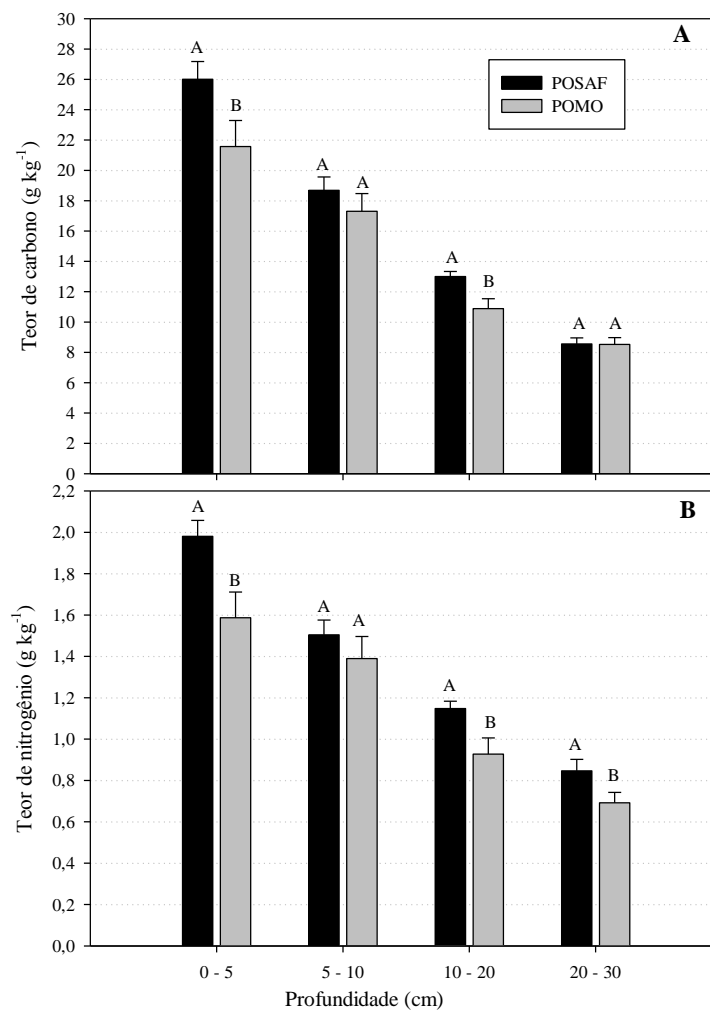 A
POSAF
POMO
Teor de carbono (g kg⁻¹)
30
28
26
24
22
20
18
16
14
12
10
8
6
4
2
0
A
B
A
A
A
B
A
A
B
Teor de nitrogênio (g kg⁻¹)
2,2
2,0
1,8
1,6
1,4
1,2
1,0
0,8
0,6
0,4
0,2
0,0
A
B
A
A
A
B
A
B
0 - 5
5 - 10
10 - 20
20 - 30
Profundidade (cm)